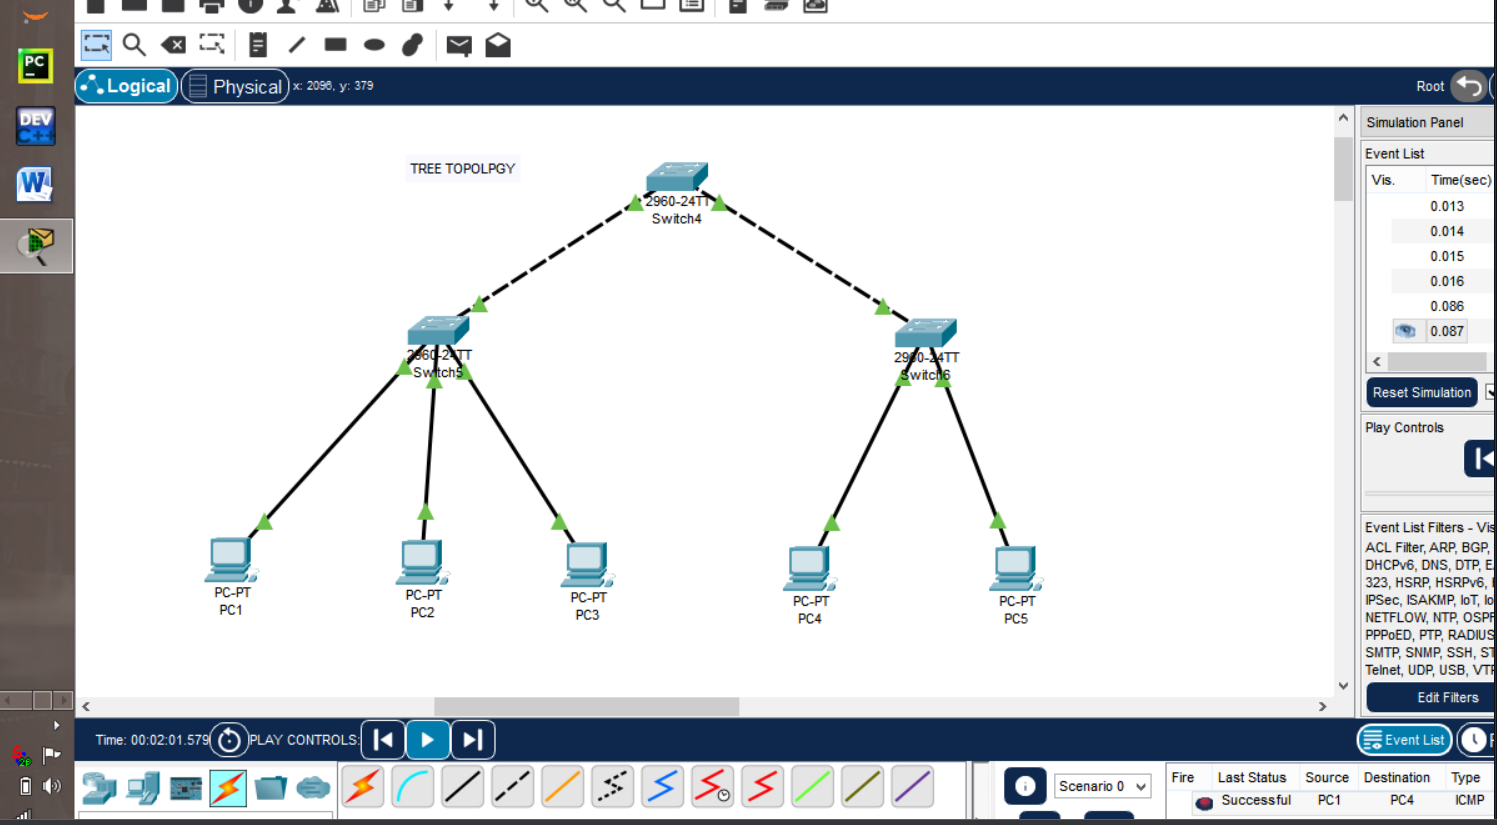 PC
DEV
C++
W
Logical
Physical
x: 2096, y: 379
Root
TREE TOPOLPGY
2960-24TT
Switch4
2960-24TT
Switch5
2960-24TT
Switch6
PC-PT
PC1
PC-PT
PC2
PC-PT
PC3
PC-PT
PC4
PC-PT
PC5
Simulation Panel
Event List
Vis. Time(sec)
0.013
0.014
0.015
0.016
0.086
0.087
Reset Simulation
Play Controls
Event List Filters - Vis
ACL Filter, ARP, BGP,
DHCPv6, DNS, DTP, E
323, HSRP, HSRPv6,
IPSec, ISAKMP, IoT, Io
NETFLOW, NTP, OSPF
PPPoED, PTP, RADIUS
SMTP, SNMP, SSH, ST
Telnet, UDP, USB, VTP
Edit Filters
Time: 00:02:01.579
PLAY CONTROLS:
Event List
Scenario 0
Fire Last Status Source Destination Type
Successful PC1 PC4 ICMP